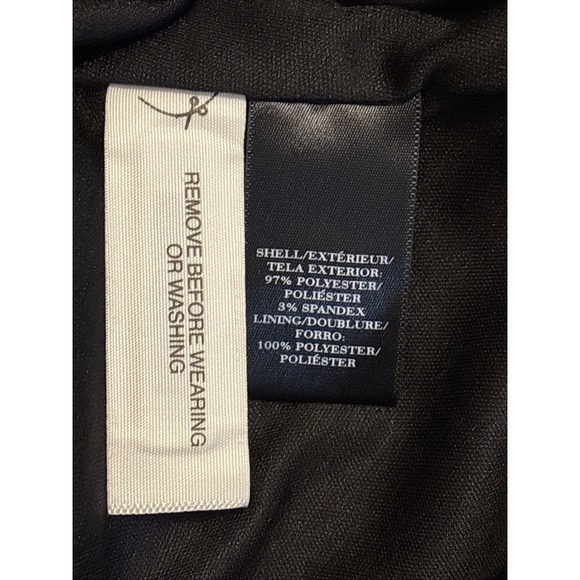 REMOVE BEFORE WEARING
OR WASHING
SHELL/EXTÉRIEUR/
TELA EXTERIOR:
97% POLYESTER/
POLIÉSTER
3% SPANDEX
LINING/DOUBLURE/
FORRO:
100% POLYESTER/
POLIÉSTER